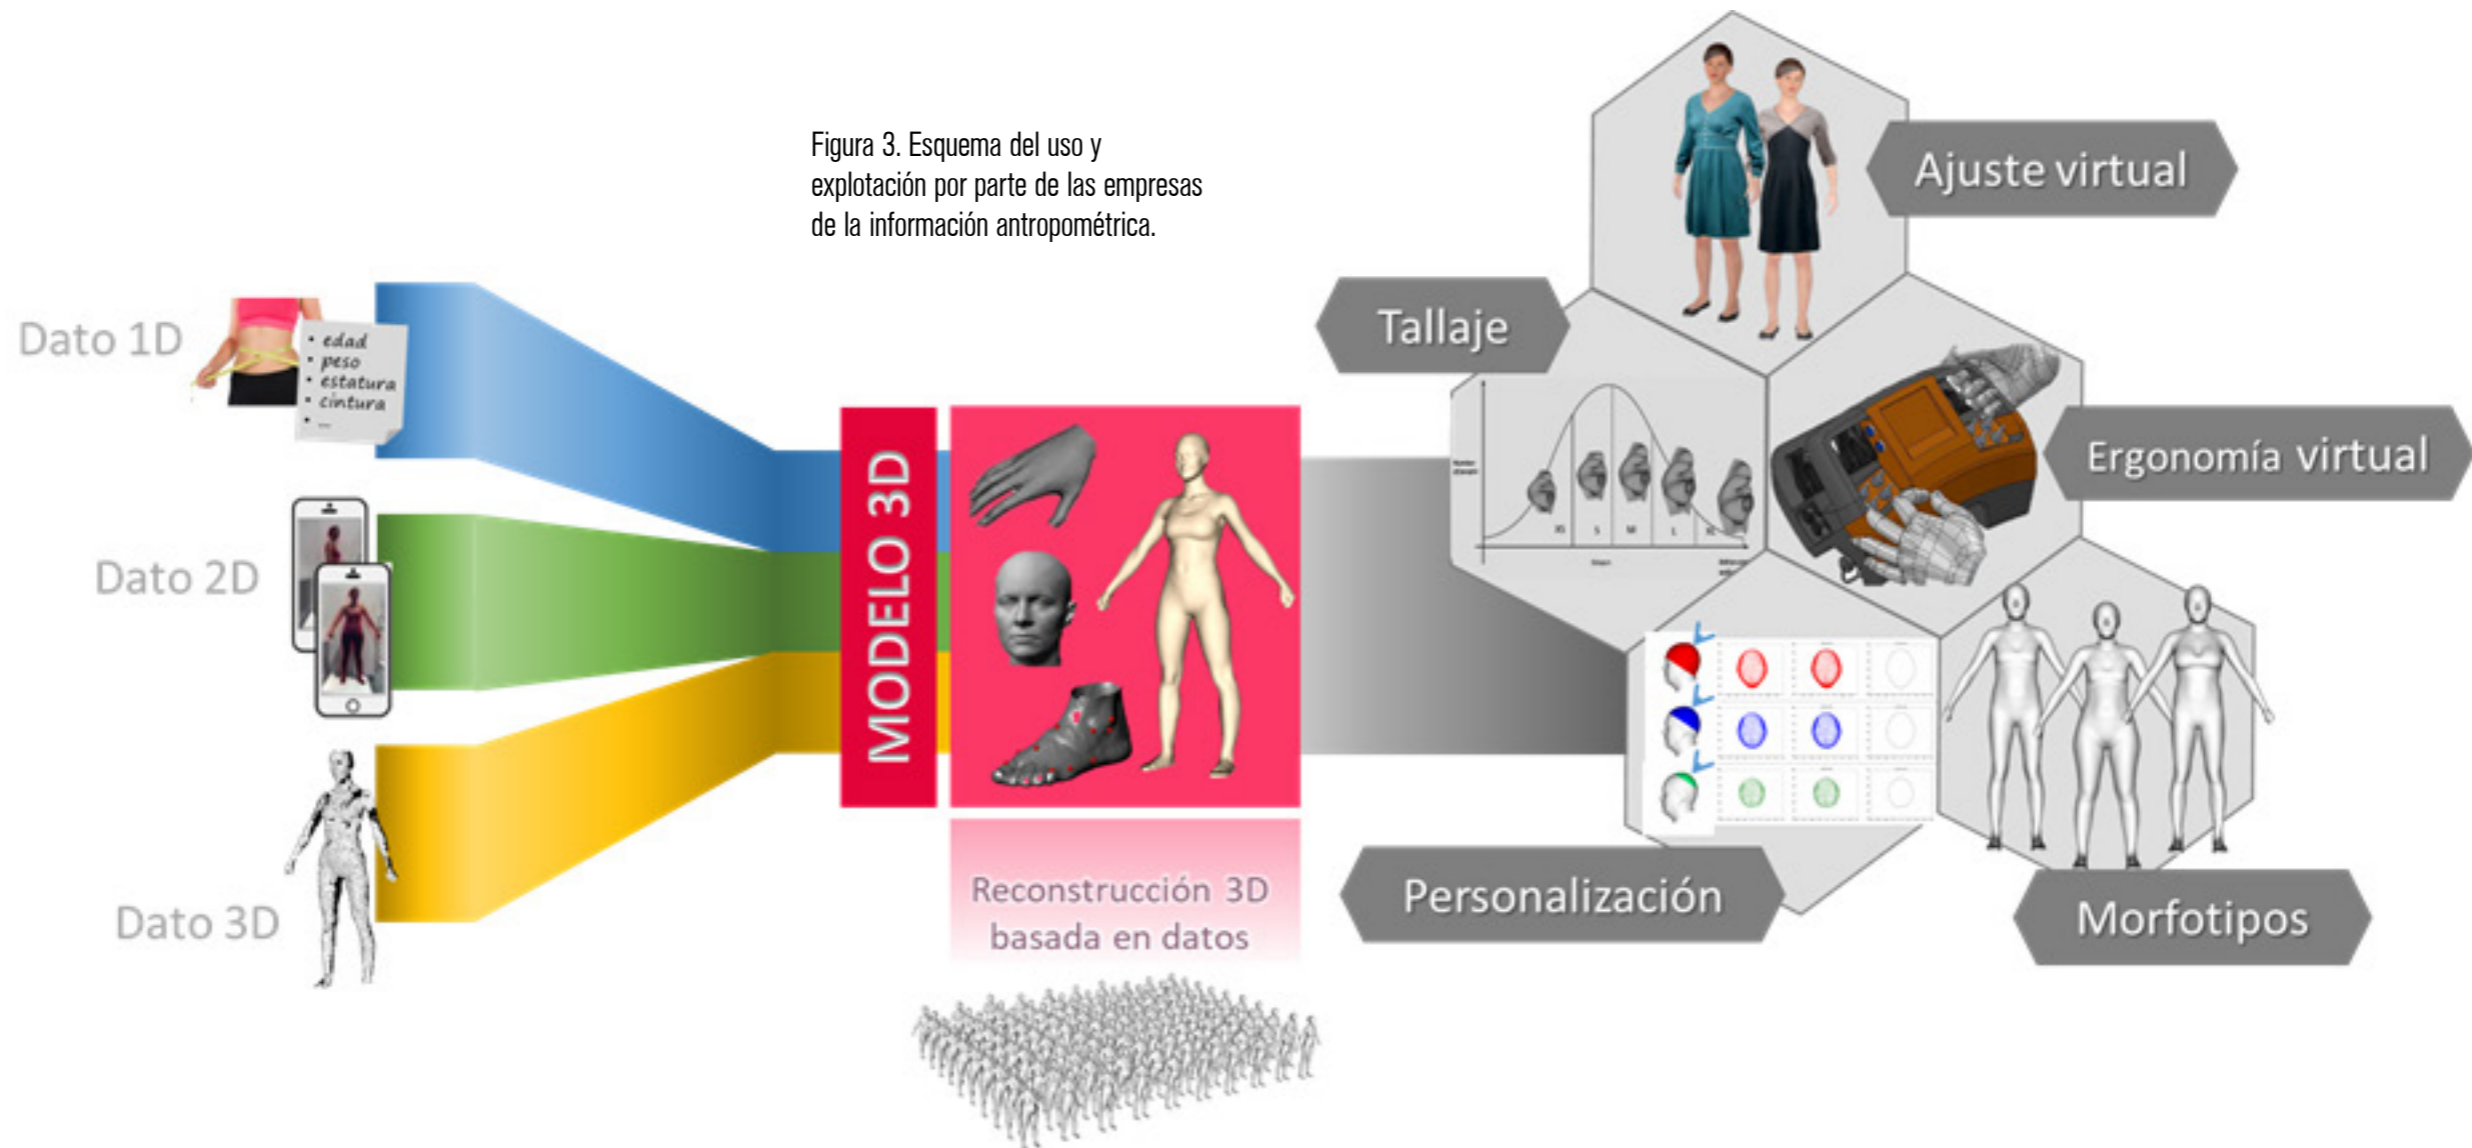 Figura 3. Esquema del uso y
explotación por parte de las empresas
de la información antropométrica.
Dato 1D
• edad
• peso
• estatura
• cintura
• ...
Dato 2D
Dato 3D
MODELO 3D
Reconstrucción 3D
basada en datos
Ajuste virtual
Tallaje
XS
S
M
L
XL
Ergonomía virtual
Personalización
Morfotipos